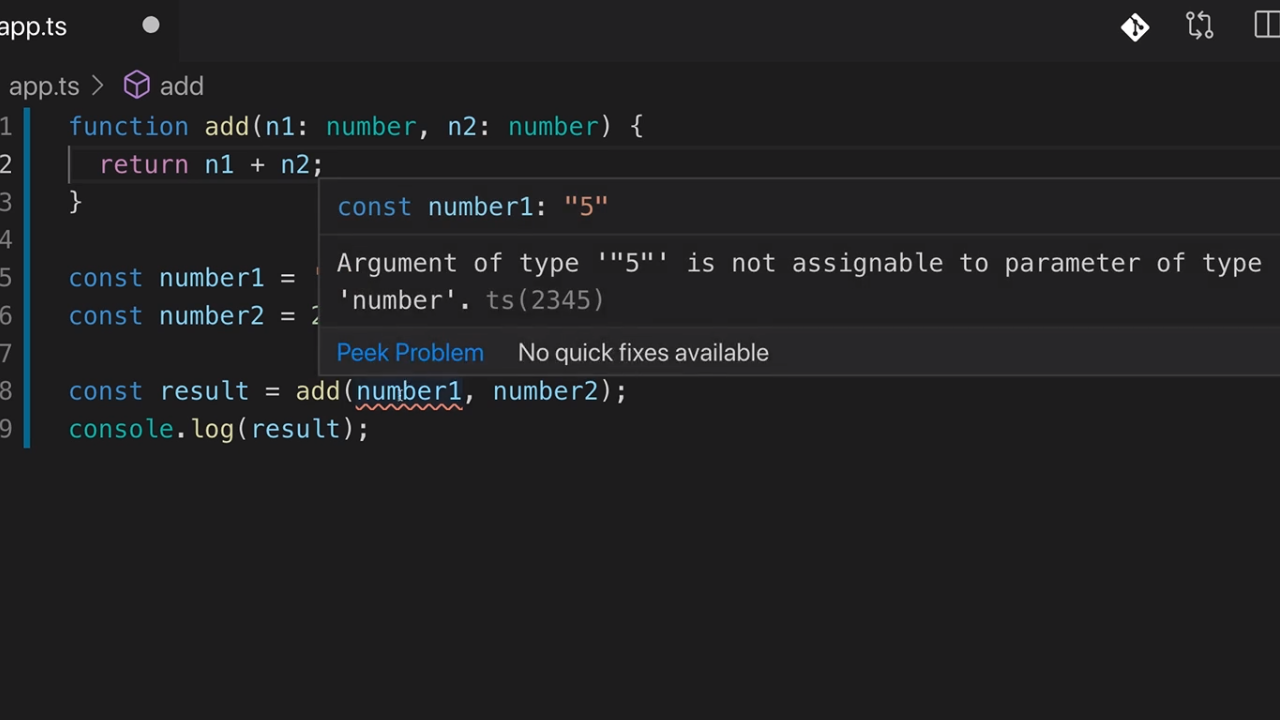 app.ts
app.ts > add
1 function add(n1: number, n2: number) {
2 return n1 + n2;
3 }
const number1: "5"
4
Argument of type '"5"' is not assignable to parameter of type
5 const number1 =
'number'. ts(2345)
6 const number2 = 2
7
Peek Problem No quick fixes available
8 const result = add(number1, number2);
9 console.log(result);